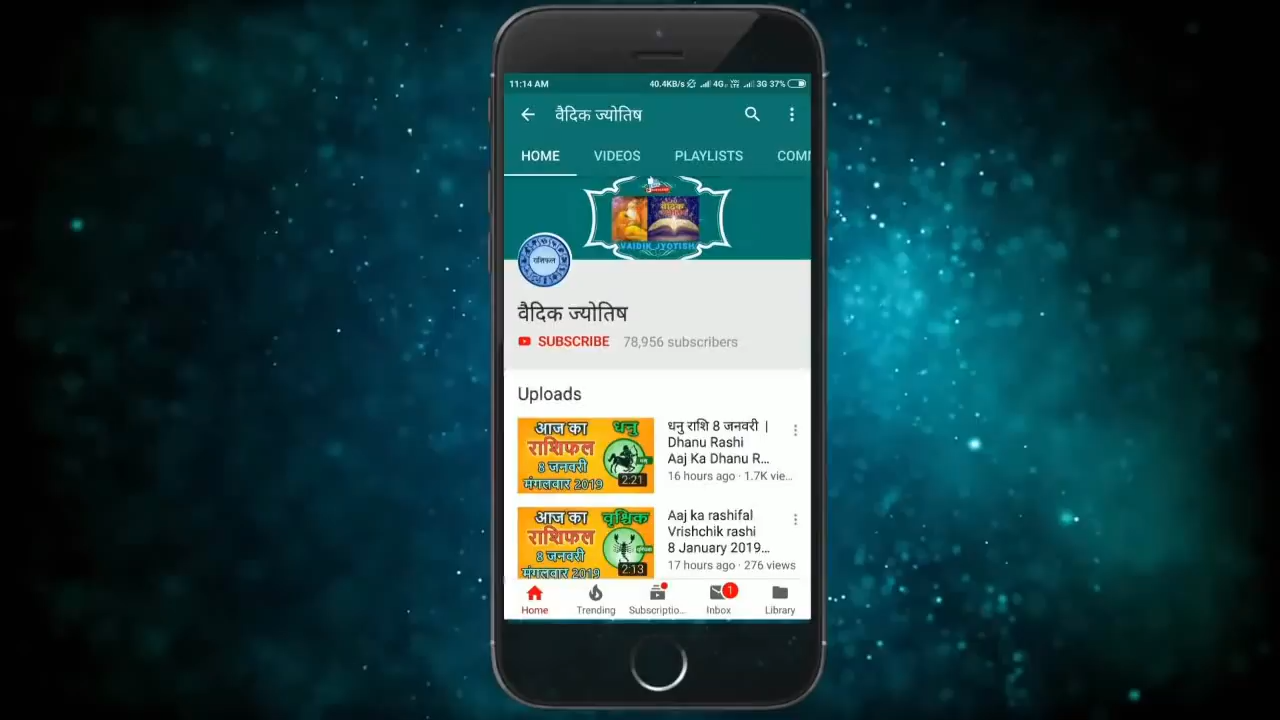 11:14 AM
40.4KB/s 4G 3G 37%
वैदिक ज्योतिष
HOME VIDEOS PLAYLISTS COMM
वैदिक
VAIDIK JYOTISH
राशिफल
वैदिक ज्योतिष
SUBSCRIBE 78,956 subscribers
Uploads
आज का धनु
राशिफल
8 जनवरी
मंगलवार 2019
2:21
धनु राशि 8 जनवरी |
Dhanu Rashi
Aaj Ka Dhanu R...
16 hours ago · 1.7K vie...
आज का वृश्चिक
राशिफल
8 जनवरी
मंगलवार 2019
2:13
Aaj ka rashifal
Vrishchik rashi
8 January 2019...
17 hours ago · 276 views
1
Home Trending Subscriptio... Inbox Library